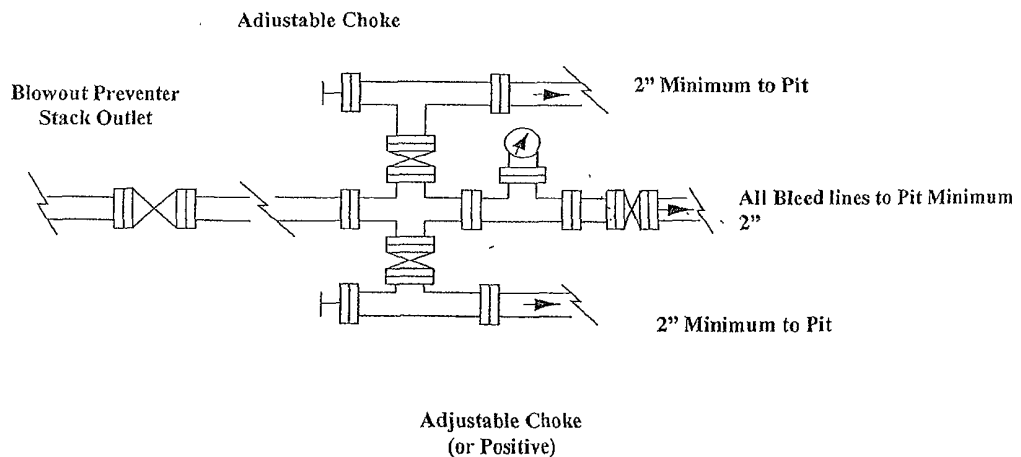 Adjustable Choke
Blowout Preventer
Stack Outlet
2" Minimum to Pit
All Bleed lines to Pit Minimum
2"
2" Minimum to Pit
Adjustable Choke
(or Positive)